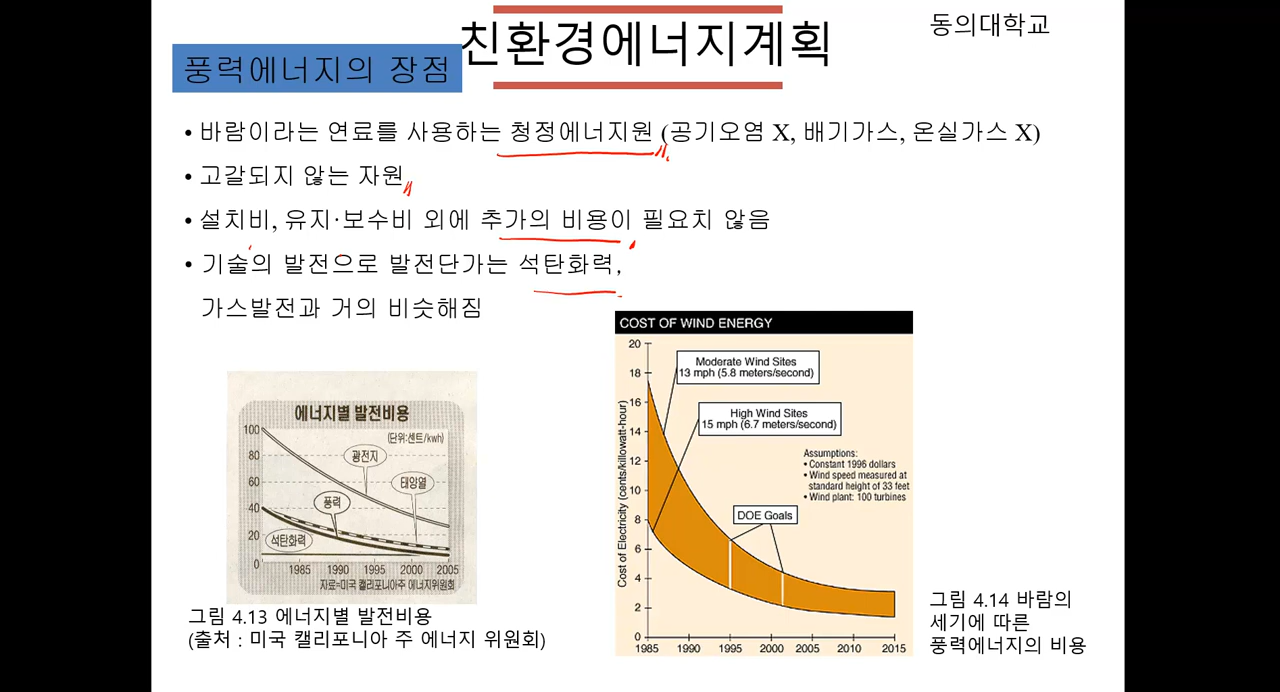 친환경에너지계획
동의대학교
풍력에너지의 장점
• 바람이라는 연료를 사용하는 청정에너지원 (공기오염 X, 배기가스, 온실가스 X)
• 고갈되지 않는 자원
• 설치비, 유지·보수비 외에 추가의 비용이 필요치 않음
• 기술의 발전으로 발전단가는 석탄화력,
가스발전과 거의 비슷해짐
에너지별 발전비용
(단위:센트/kwh)
100
80
60
40
20
0
광전지
태양열
풍력
석탄화력
1985 1990 1995 2000 2005
자료=미국 캘리포니아주 에너지위원회
그림 4.13 에너지별 발전비용
(출처 : 미국 캘리포니아 주 에너지 위원회)
COST OF WIND ENERGY
Cost of Electricity (cents/killowatt-hour)
20
18
16
14
12
10
8
6
4
2
0
Moderate Wind Sites
13 mph (5.8 meters/second)
High Wind Sites
15 mph (6.7 meters/second)
Assumptions:
• Constant 1996 dollars
• Wind speed measured at
standard height of 33 feet
• Wind plant: 100 turbines
DOE Goals
1985 1990 1995 2000 2005 2010 2015
그림 4.14 바람의
세기에 따른
풍력에너지의 비용